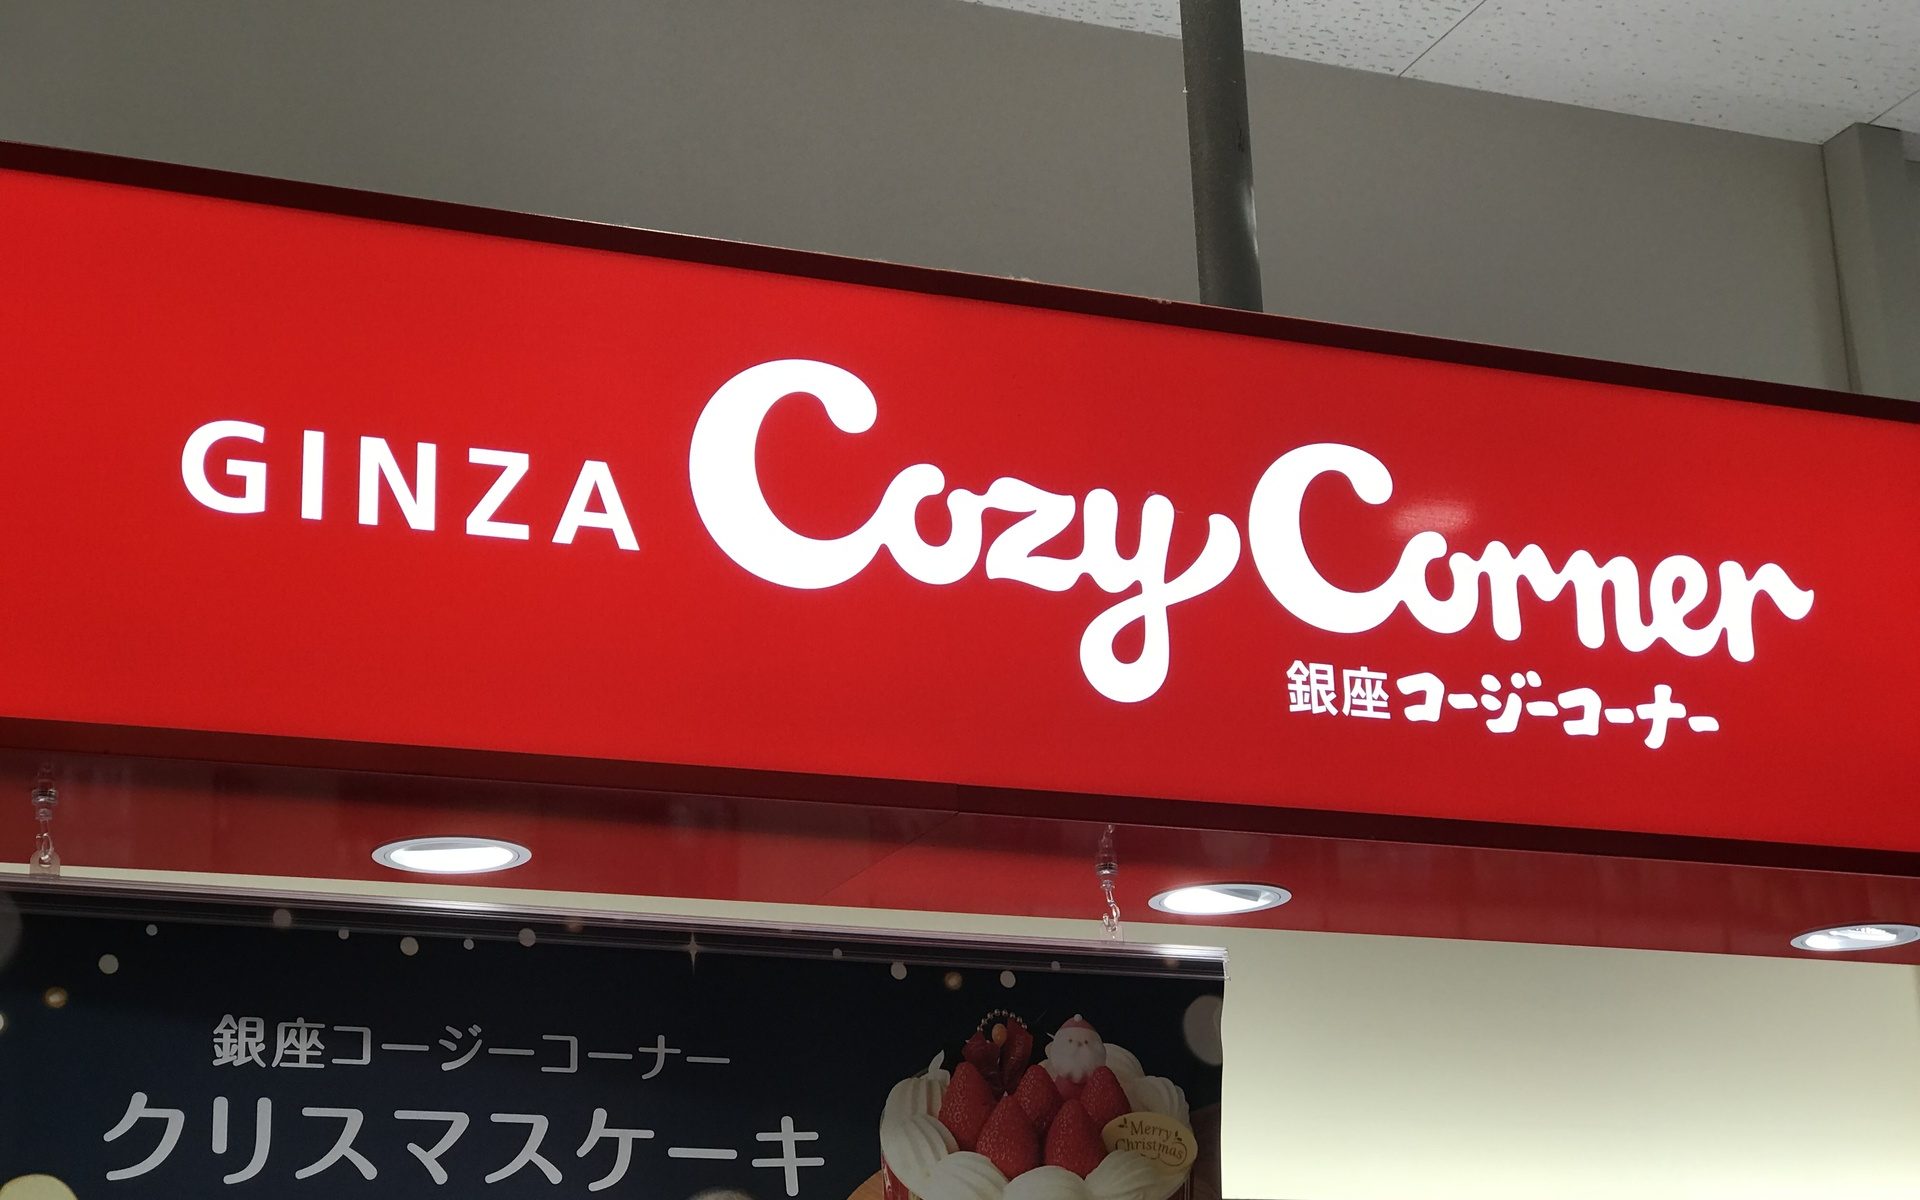 GINZA Cozy Corner
銀座コージーコーナー
銀座コージーコーナー
クリスマスケーキ
Merry
Christmas